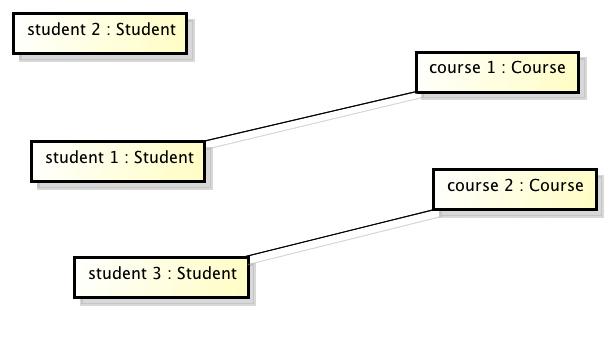 student 2 : Student
course 1 : Course
student 1 : Student
course 2 : Course
student 3 : Student